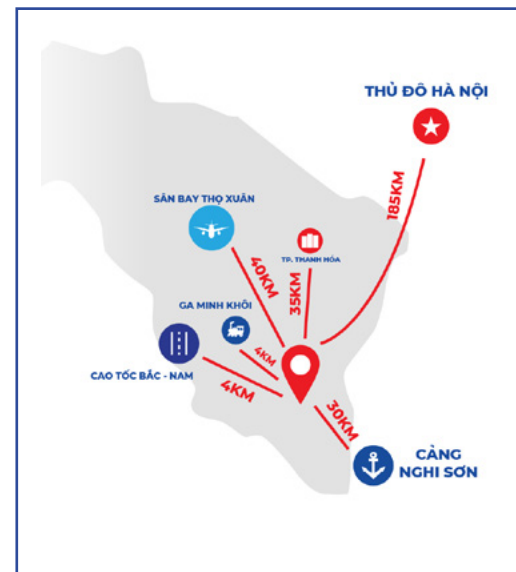 THỦ ĐÔ HÀ NỘI
185KM
SÂN BAY THỌ XUÂN
40KM
TP. THANH HÓA
35KM
GA MINH KHÔI
4KM
CAO TỐC BẮC - NAM
4KM
30KM
CẢNG
NGHI SƠN